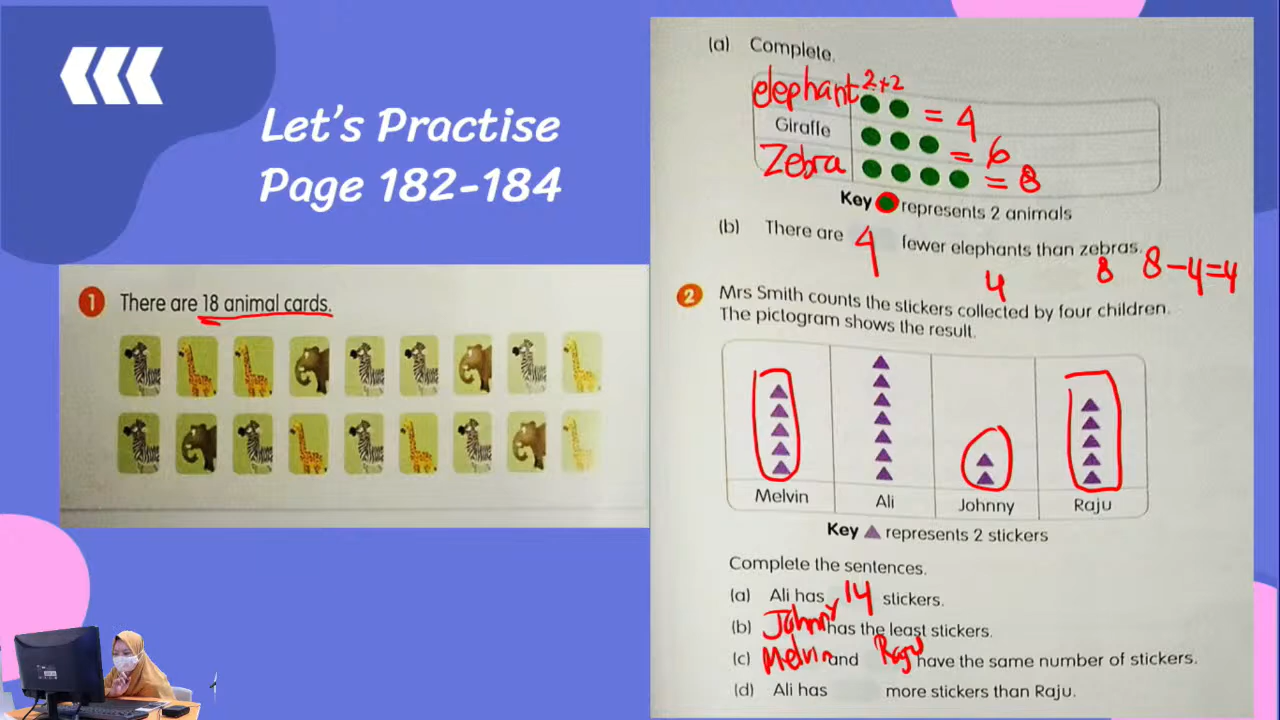 Let's Practise
Page 182-184
1 There are 18 animal cards.
(a) Complete.
elephant 2+2 = 4
Giraffe = 6
Zebra = 8
Key represents 2 animals
(b) There are 4 fewer elephants than zebras.
4 8 8-4=4
2 Mrs Smith counts the stickers collected by four children.
The pictogram shows the result.
Melvin Ali Johnny Raju
Key represents 2 stickers
Complete the sentences.
(a) Ali has 14 stickers.
(b) Johnny has the least stickers.
(c) Melvin and Raju have the same number of stickers.
(d) Ali has more stickers than Raju.